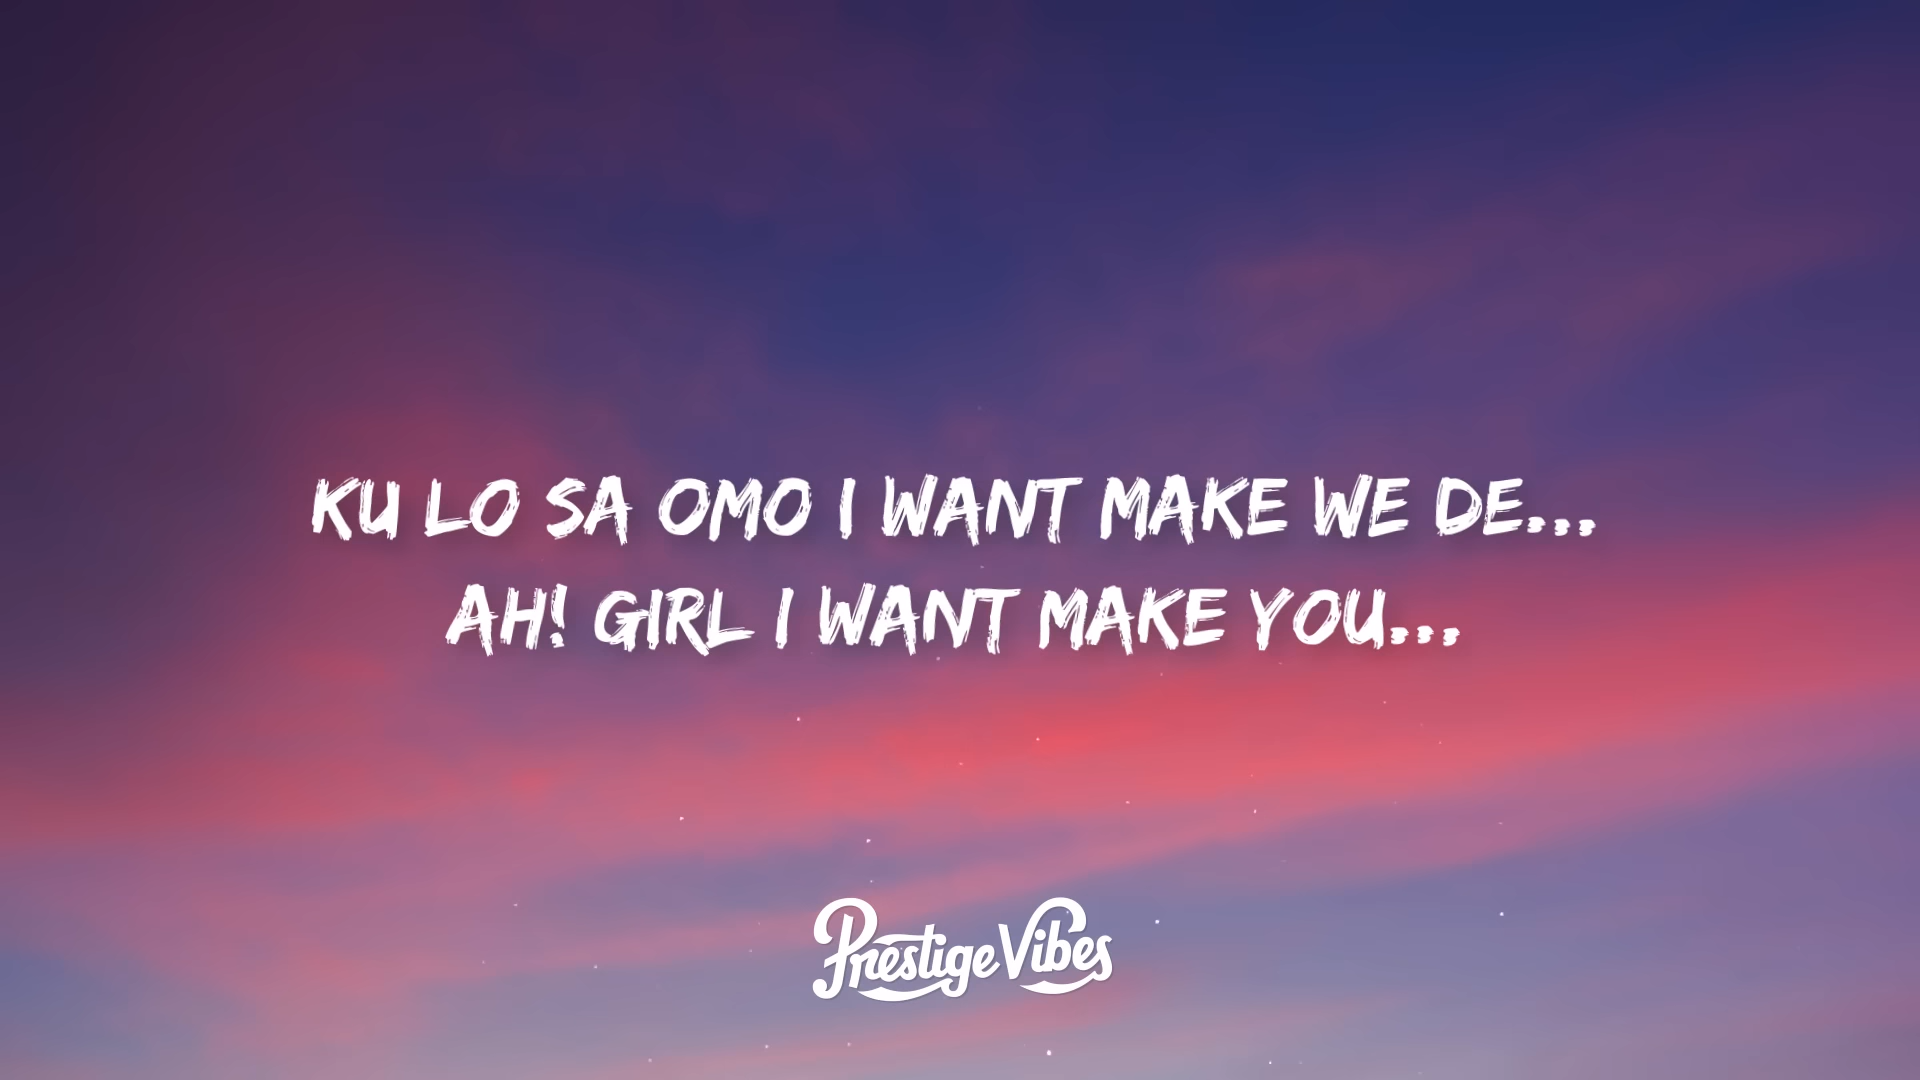 KU LO SA OMO I WANT MAKE WE DE...
AH! GIRL I WANT MAKE YOU...
Prestige Vibes